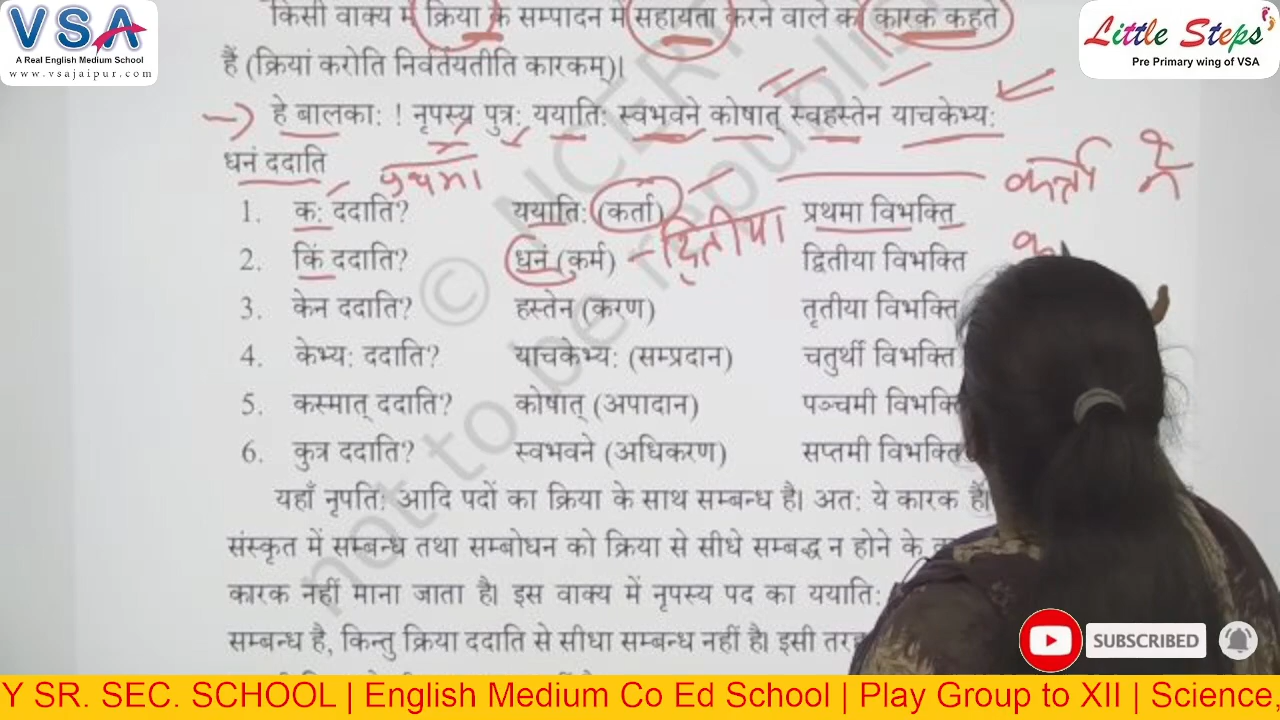 VSA
A Real English Medium School
www.vsajaipur.com
Little Steps
Pre Primary wing of VSA
किसी वाक्य में क्रिया के सम्पादन में सहायता करने वाले को कारक कहते
हैं (क्रियां करोति निर्वर्तयतीति कारकम्)।
हे बालका: ! नृपस्य पुत्र: ययाति: स्वभवने कोषात् स्वहस्तेन याचकेभ्य:
धनं ददाति
प्रथमा
कर्ता ने
1. क: ददाति? ययाति: (कर्ता) प्रथमा विभक्ति
2. किं ददाति? धनं (कर्म) – द्वितीया द्वितीया विभक्ति
3. केन ददाति? हस्तेन (करण) तृतीया विभक्ति
4. केभ्य: ददाति? याचकेभ्य: (सम्प्रदान) चतुर्थी विभक्ति
5. कस्मात् ददाति? कोषात् (अपादान) पञ्चमी विभक्ति
6. कुत्र ददाति? स्वभवने (अधिकरण) सप्तमी विभक्ति
यहाँ नृपति: आदि पदों का क्रिया के साथ सम्बन्ध है। अत: ये कारक हैं।
संस्कृत में सम्बन्ध तथा सम्बोधन को क्रिया से सीधे सम्बद्ध न होने के
कारक नहीं माना जाता है। इस वाक्य में नृपस्य पद का ययाति:
सम्बन्ध है, किन्तु क्रिया ददाति से सीधा सम्बन्ध नहीं है। इसी तरह
© NCERT
not to be republished
SUBSCRIBED
Y SR. SEC. SCHOOL | English Medium Co Ed School | Play Group to XII | Science,